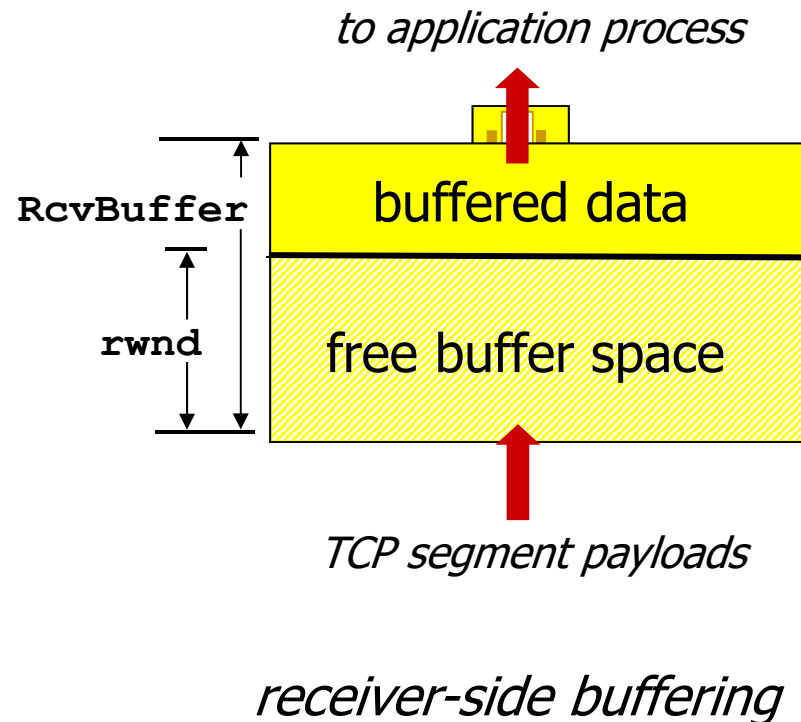 to application process
RcvBuffer
buffered data
rwnd
free buffer space
TCP segment payloads
receiver-side buffering